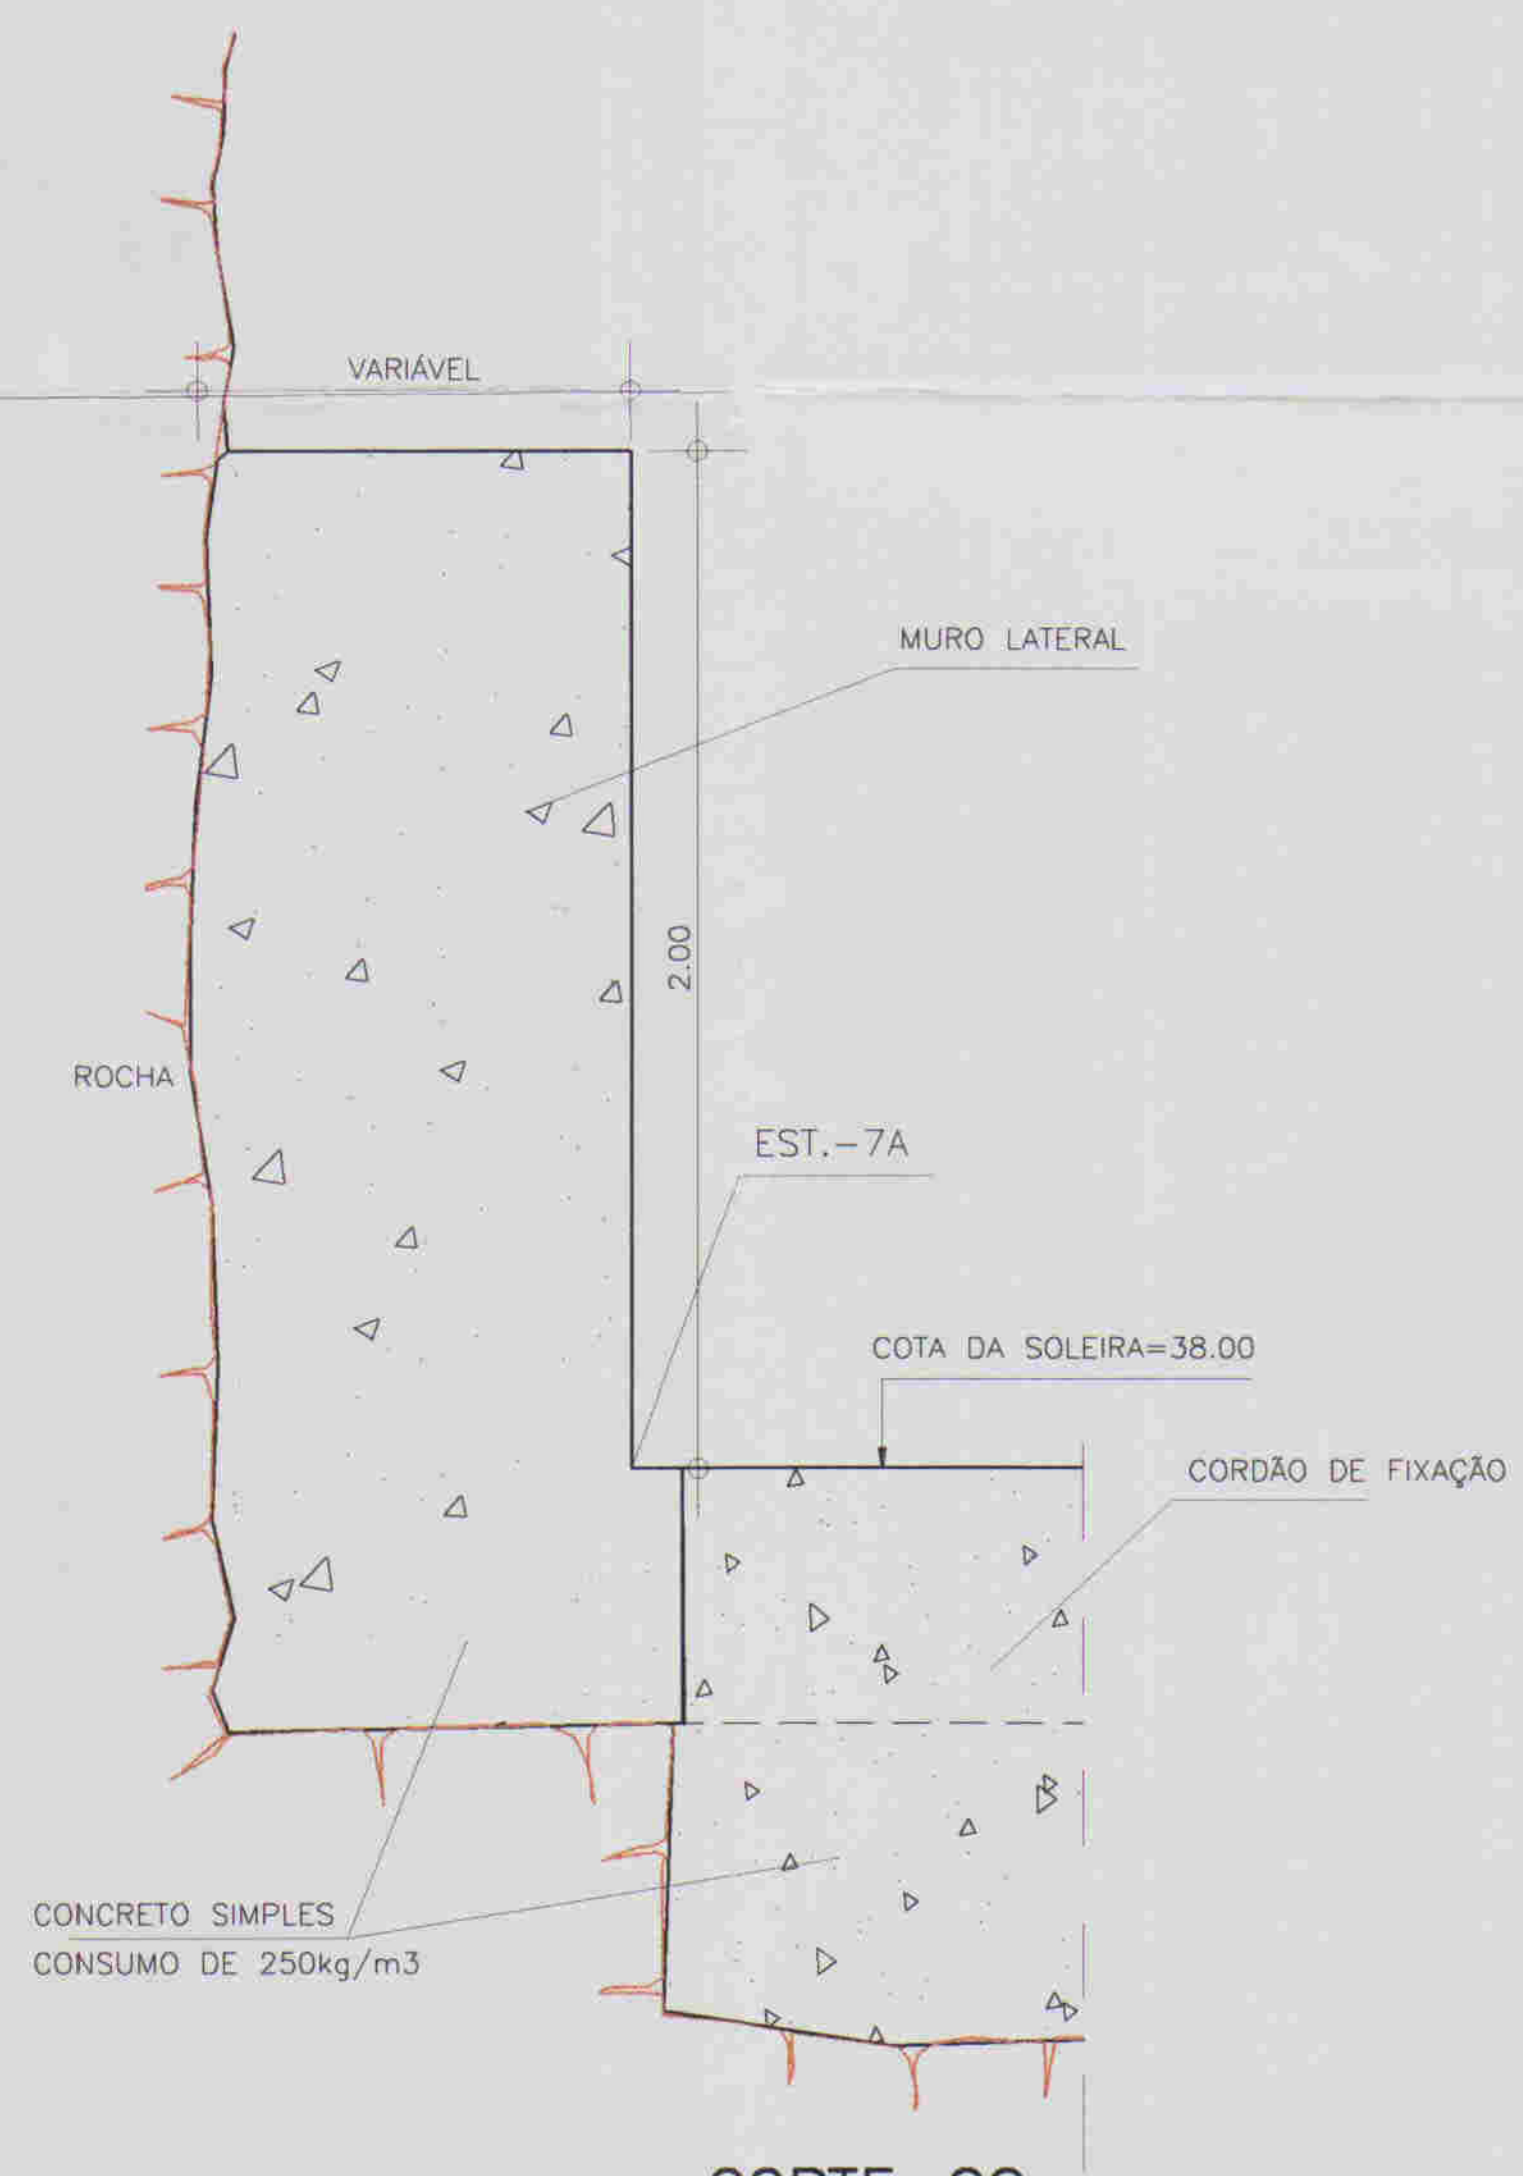 VARIÁVEL
MURO LATERAL
2.00
ROCHA
EST.-7A
COTA DA SOLEIRA=38.00
CORDÃO DE FIXAÇÃO
CONCRETO SIMPLES
CONSUMO DE 250kg/m3
CORTE